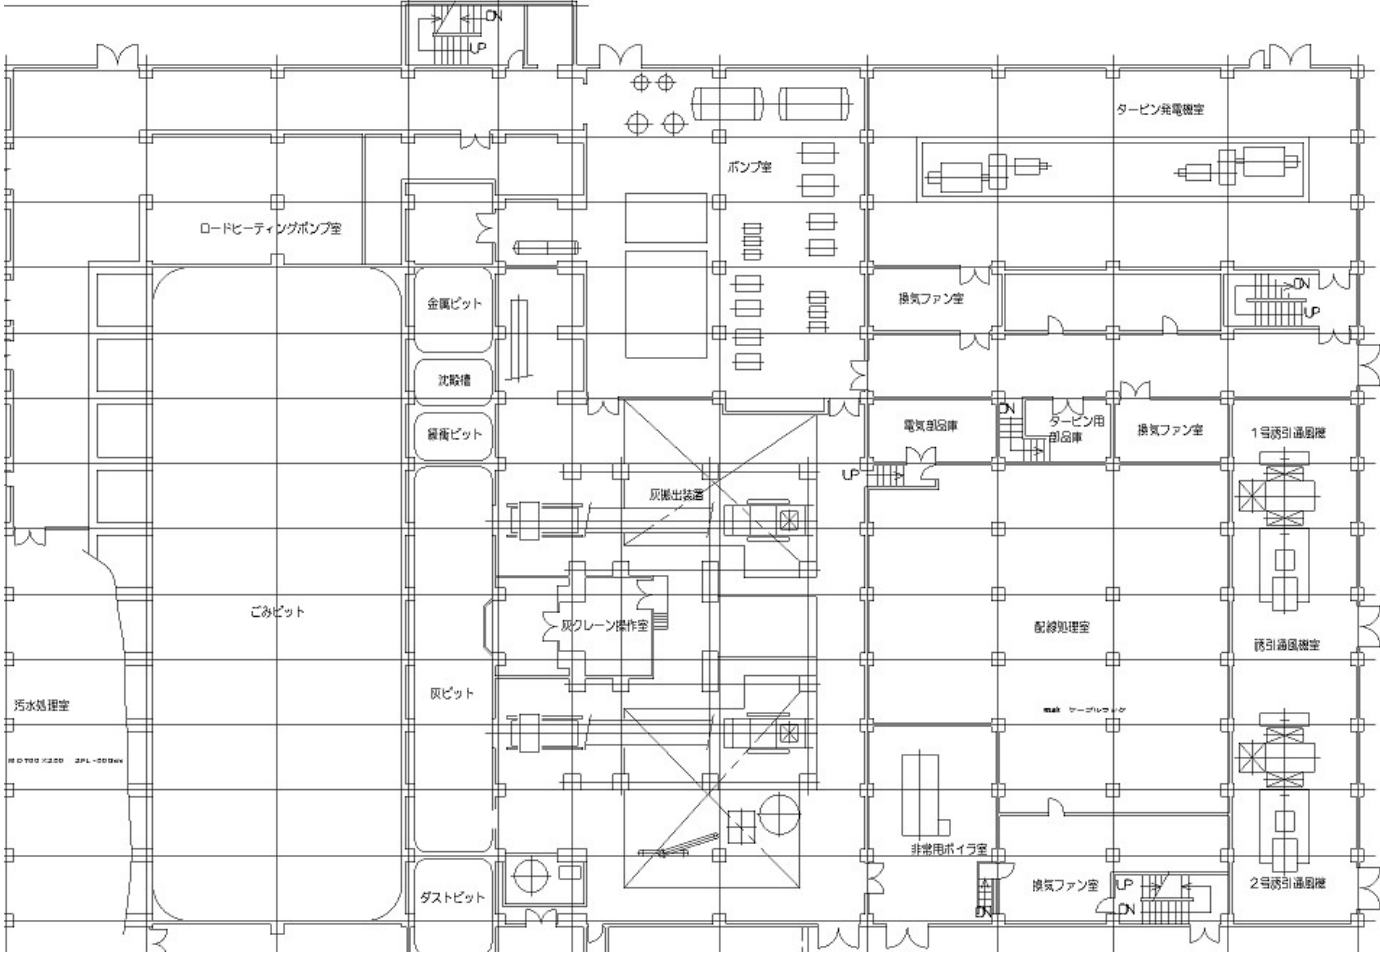 DN
UP
タービン発電機室
ポンプ室
ロードヒーティングポンプ室
金属ピット
換気ファン室
DN
UP
沈殿槽
緩衝ピット
電気部品庫
DN
タービン用
部品庫
換気ファン室
1号誘引通風機
UP
灰搬出装置
ごみピット
灰クレーン操作室
配線処理室
誘引通風機室
灰ピット
汚水処理室
ケーブルラック
非常用ボイラ室
ダストピット
換気ファン室
UP
DN
DN
2号誘引通風機